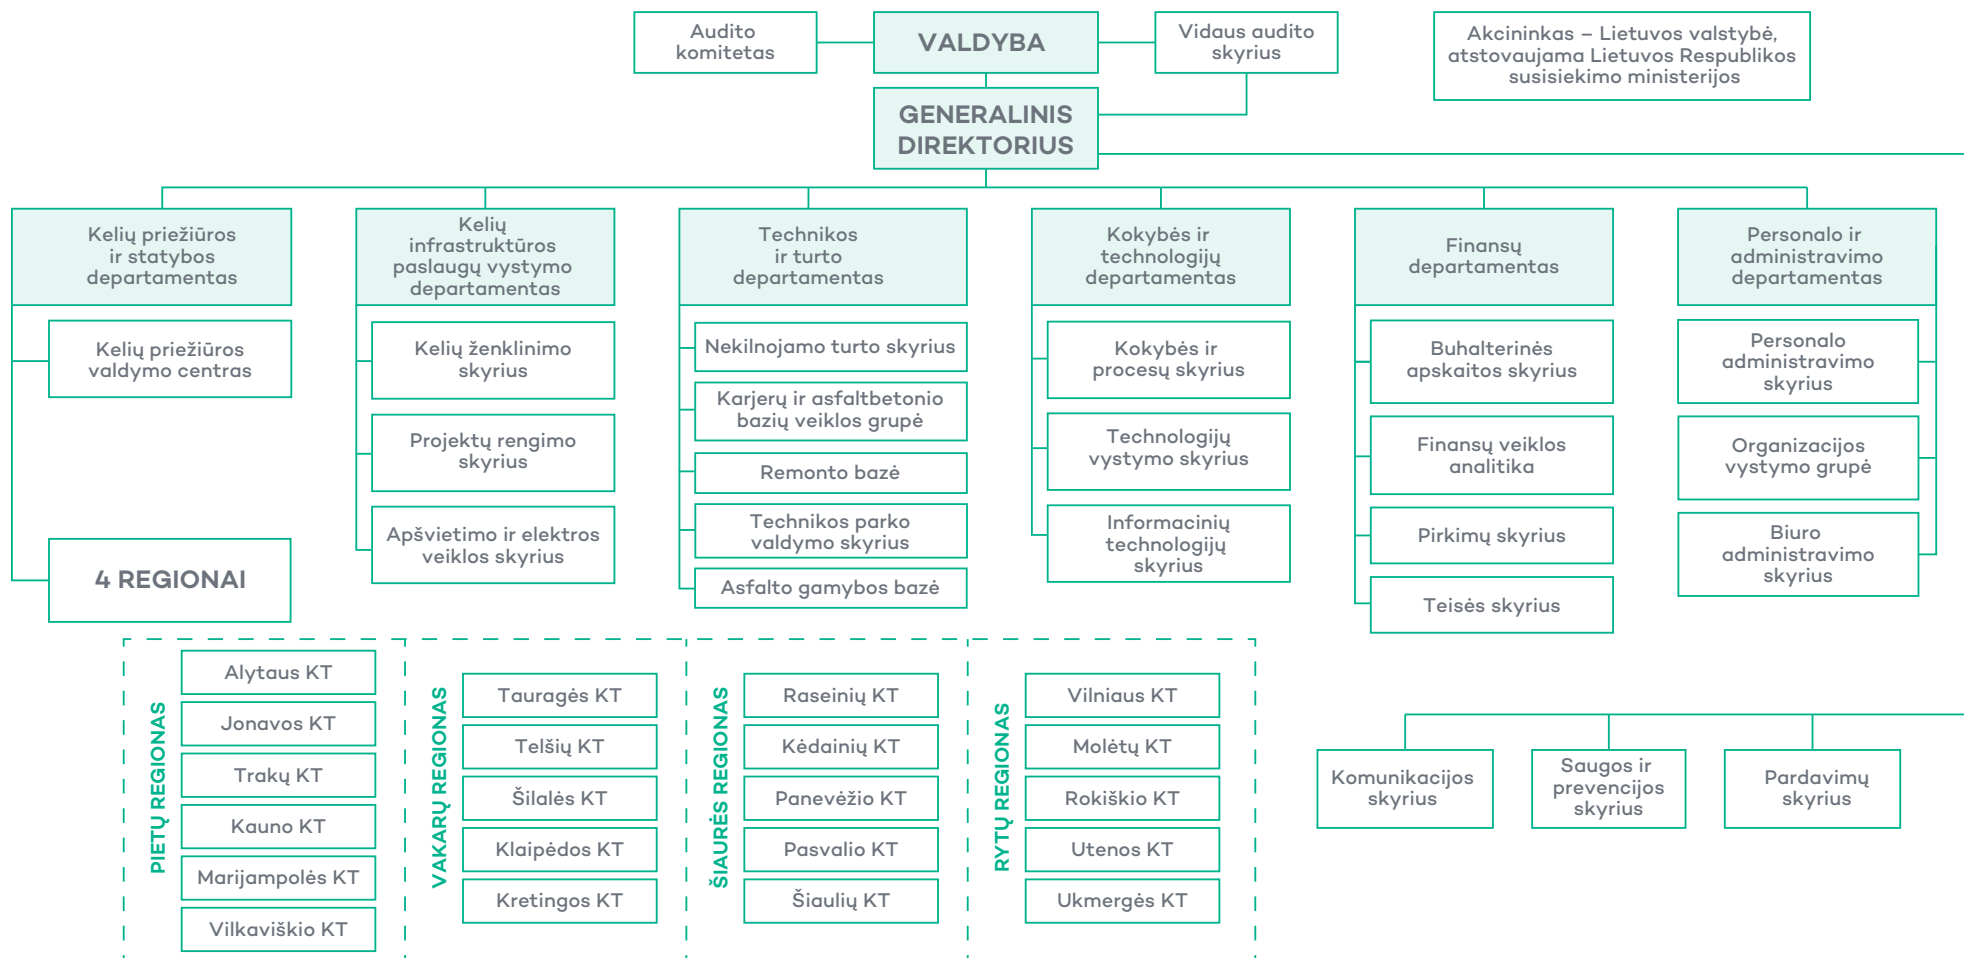 Audito
komitetas
VALDYBA
Vidaus audito
skyrius
Akcininkas – Lietuvos valstybė,
atstovaujama Lietuvos Respublikos
susisiekimo ministerijos
GENERALINIS
DIREKTORIUS
Kelių priežiūros
ir statybos
departamentas
Kelių
infrastruktūros
paslaugų vystymo
departamentas
Technikos
ir turto
departamentas
Kokybės ir
technologijų
departamentas
Finansų
departamentas
Personalo ir
administravimo
departamentas
Kelių priežiūros
valdymo centras
4 REGIONAI
Kelių ženklinimo
skyrius
Projektų rengimo
skyrius
Apšvietimo ir elektros
veiklos skyrius
Nekilnojamo turto skyrius
Karjerų ir asfaltbetonio
bazių veiklos grupė
Remonto bazė
Technikos parko
valdymo skyrius
Asfalto gamybos bazė
Kokybės ir
procesų skyrius
Technologijų
vystymo skyrius
Informacinių
technologijų
skyrius
Buhalterinės
apskaitos skyrius
Finansų veiklos
analitika
Pirkimų skyrius
Teisės skyrius
Personalo
administravimo
skyrius
Organizacijos
vystymo grupė
Biuro
administravimo
skyrius
PIETŲ REGIONAS
Alytaus KT
Jonavos KT
Trakų KT
Kauno KT
Marijampolės KT
Vilkaviškio KT
VAKARŲ REGIONAS
Tauragės KT
Telšių KT
Šilalės KT
Klaipėdos KT
Kretingos KT
ŠIAURĖS REGIONAS
Raseinių KT
Kėdainių KT
Panevėžio KT
Pasvalio KT
Šiaulių KT
RYTŲ REGIONAS
Vilniaus KT
Molėtų KT
Rokiškio KT
Utenos KT
Ukmergės KT
Komunikacijos
skyrius
Saugos ir
prevencijos
skyrius
Pardavimų
skyrius